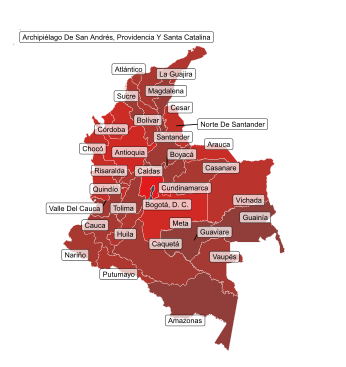 Archipiélago De San Andrés, Providencia Y Santa Catalina
Atlántico
La Guajira
Magdalena
Sucre
Cesar
Bolívar
Norte De Santander
Córdoba
Santander
Arauca
Chocó
Antioquia
Boyacá
Casanare
Risaralda
Caldas
Quindío
Cundinamarca
Vichada
Valle Del Cauca
Tolima
Bogotá, D. C.
Guainía
Cauca
Meta
Huila
Guaviare
Caquetá
Nariño
Vaupés
Putumayo
Amazonas